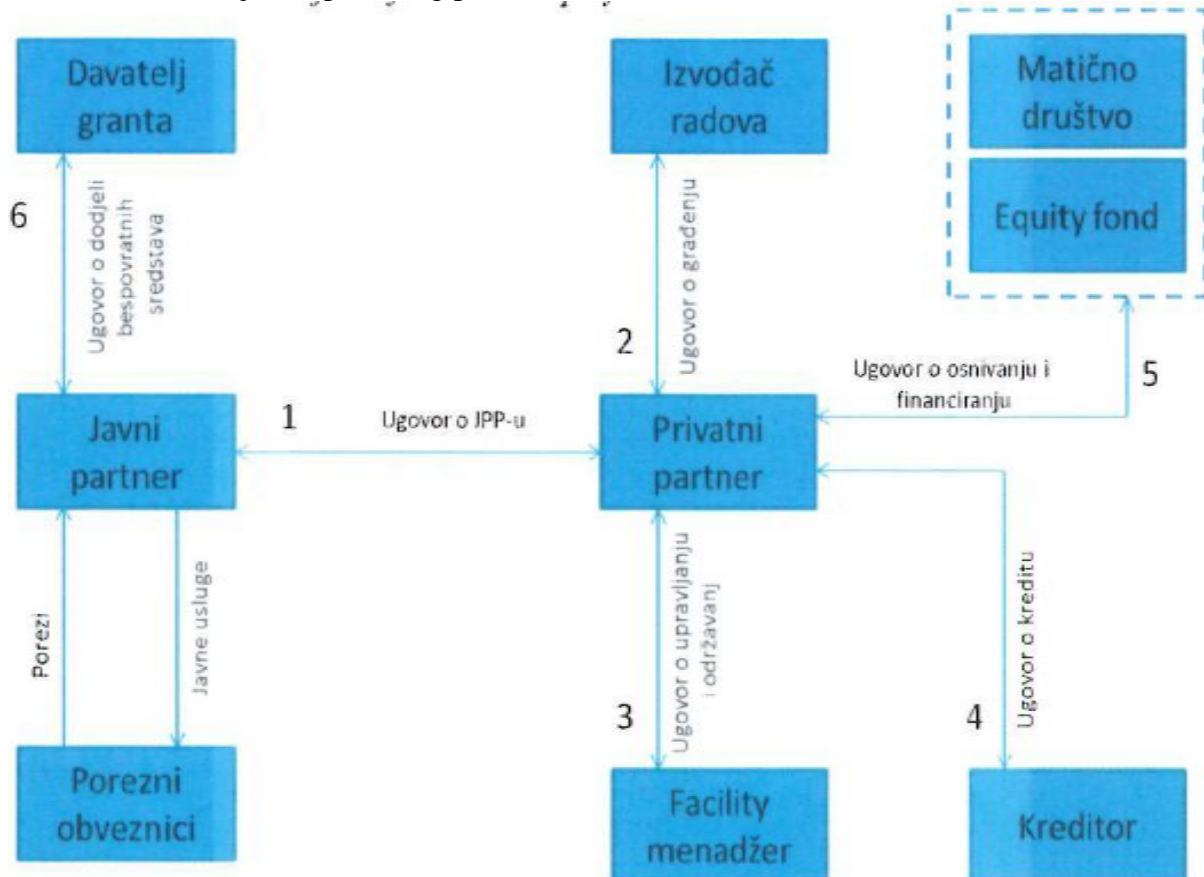 Davatelj
granta
Izvođač
radova
Matično
društvo
Equity fond
6
Ugovor o dodjeli
bespovratnih
sredstava
2
Ugovor o građenju
Ugovor o osnivanju i
financiranju
5
Javni
partner
1
Ugovor o JPP-u
Privatni
partner
Porezi
Javne usluge
3
Ugovor o upravljanju
i održavanj
4
Ugovor o kreditu
Porezni
obveznici
Facility
menadžer
Kreditor